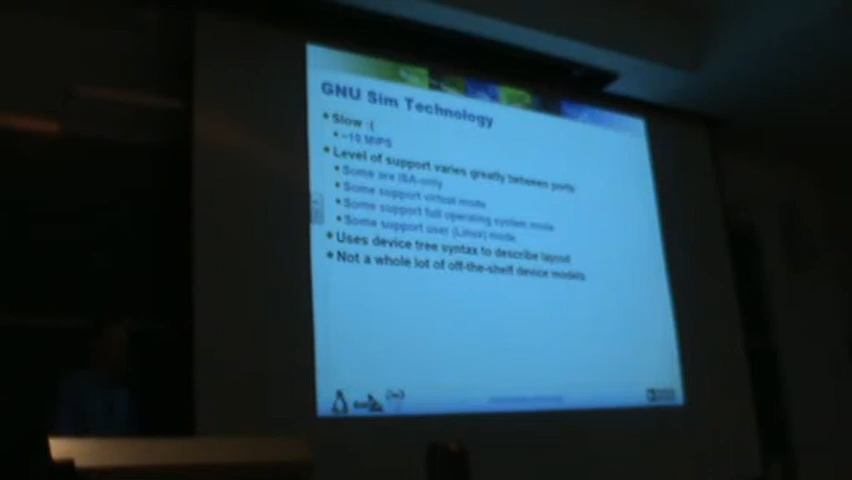 GNU Sim Technology
Slow :(
~10 MIPS
Level of support varies greatly between ports
Some are ISA-only
Some support virtual mode
Some support full operating system mode
Some support user (Linux) mode
Uses device tree syntax to describe layout
Not a whole lot of off-the-shelf device models